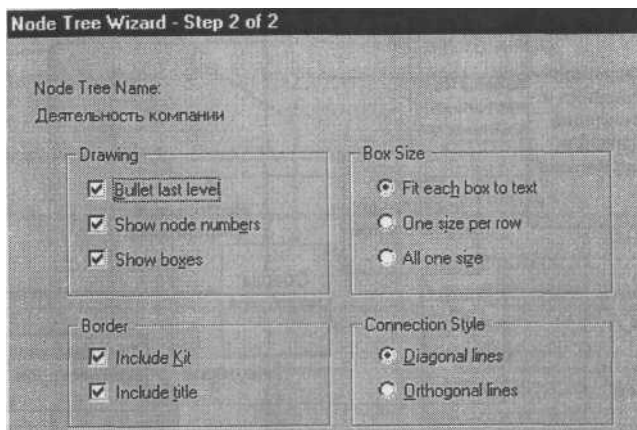 Node Tree Wizard - Step 2 of 2
Node Tree Name:
Деятельность компании
Drawing
Bullet last level
Show node numbers
Show boxes
Box Size
Fit each box to text
One size per row
All one size
Border
Include Kit
Include title
Connection Style
Diagonal lines
Orthogonal lines